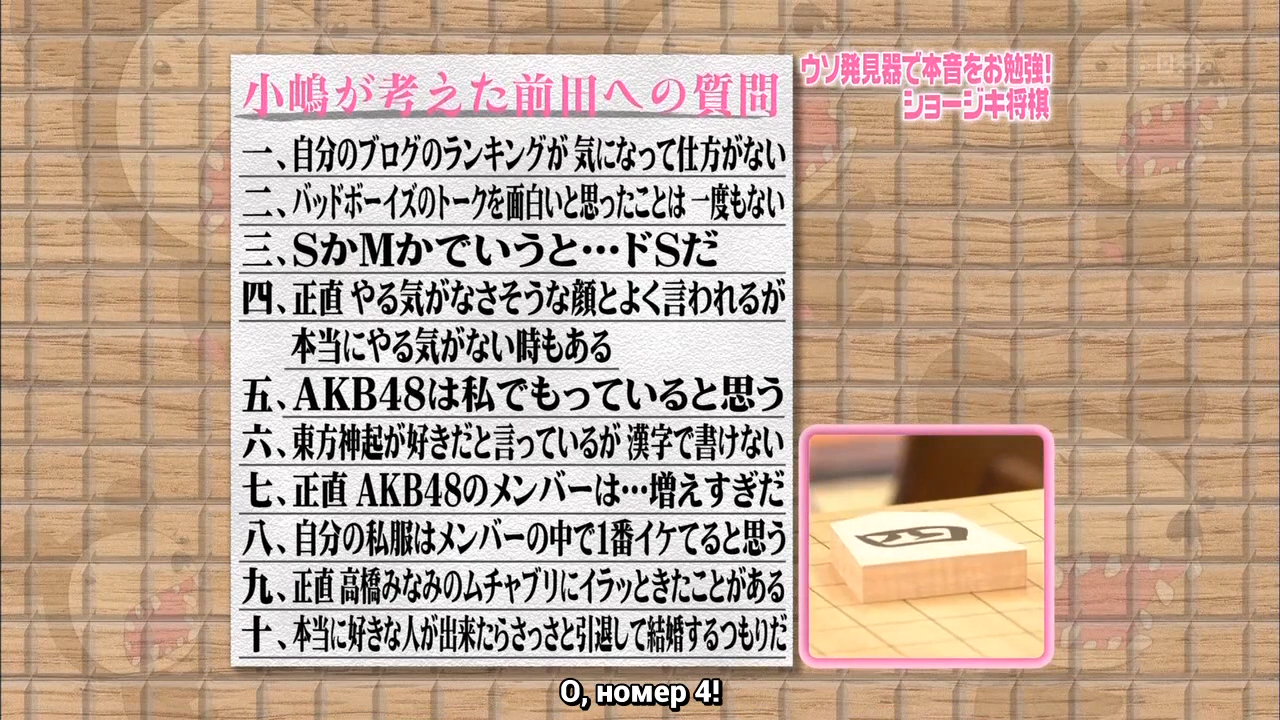 小嶋が考えた前田への質問
一、自分のブログのランキングが 気になって仕方がない
二、バッドボーイズのトークを面白いと思ったことは 一度もない
三、SかMかでいうと…ドSだ
四、正直 やる気がなさそうな顔とよく言われるが
本当にやる気がない時もある
五、AKB48は私でもっていると思う
六、東方神起が好きだと言っているが 漢字で書けない
七、正直 AKB48のメンバーは…増えすぎだ
八、自分の私服はメンバーの中で1番イケてると思う
九、正直 高橋みなみのムチャブリにイラッときたことがある
十、本当に好きな人が出来たらさっさと引退して結婚するつもりだ
ウソ発見器で本音をお勉強!
ショージキ将棋
四
О, номер 4!